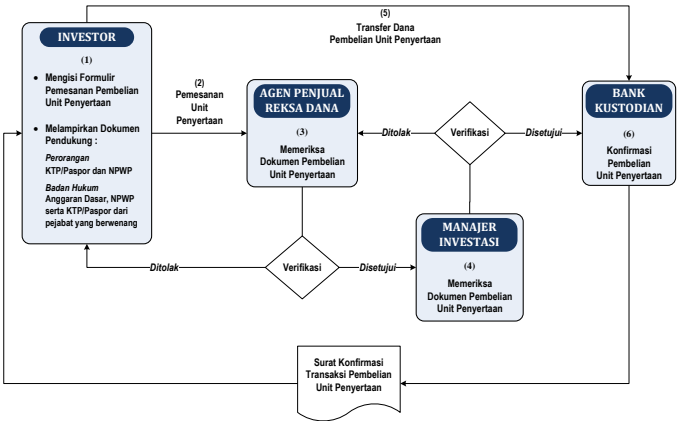 (5)
Transfer Dana
Pembelian Unit Penyertaan
INVESTOR
(1)
• Mengisi Formulir
Pemesanan Pembelian
Unit Penyertaan
• Melampirkan Dokumen
Pendukung :
Perorangan
KTP/Paspor dan NPWP
Badan Hukum
Anggaran Dasar, NPWP
serta KTP/Paspor dari
pejabat yang berwenang
(2)
Pemesanan
Unit
Penyertaan
AGEN PENJUAL
REKSA DANA
(3)
Memeriksa
Dokumen Pembelian
Unit Penyertaan
Ditolak
Verifikasi
Disetujui
BANK
KUSTODIAN
(6)
Konfirmasi
Pembelian
Unit Penyertaan
Ditolak
Verifikasi
Disetujui
MANAJER
INVESTASI
(4)
Memeriksa
Dokumen Pembelian
Unit Penyertaan
Surat Konfirmasi
Transaksi Pembelian
Unit Penyertaan